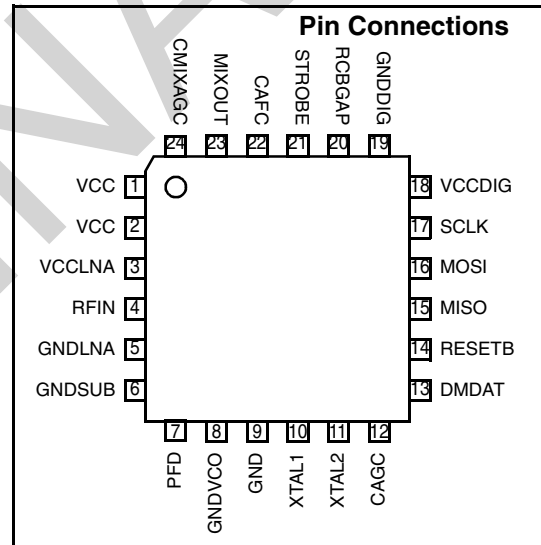 Pin Connections
CMIXAGC
MIXOUT
CAFC
STROBE
RCBGAP
GNDDIG
24 23 22 21 20 19
VCC 1
VCC 2
VCCLNA 3
RFIN 4
GNDLNA 5
GNDSUB 6
18 VCCDIG
17 SCLK
16 MOSI
15 MISO
14 RESETB
13 DMDAT
7 8 9 10 11 12
PFD
GNDVCO
GND
XTAL1
XTAL2
CAGC